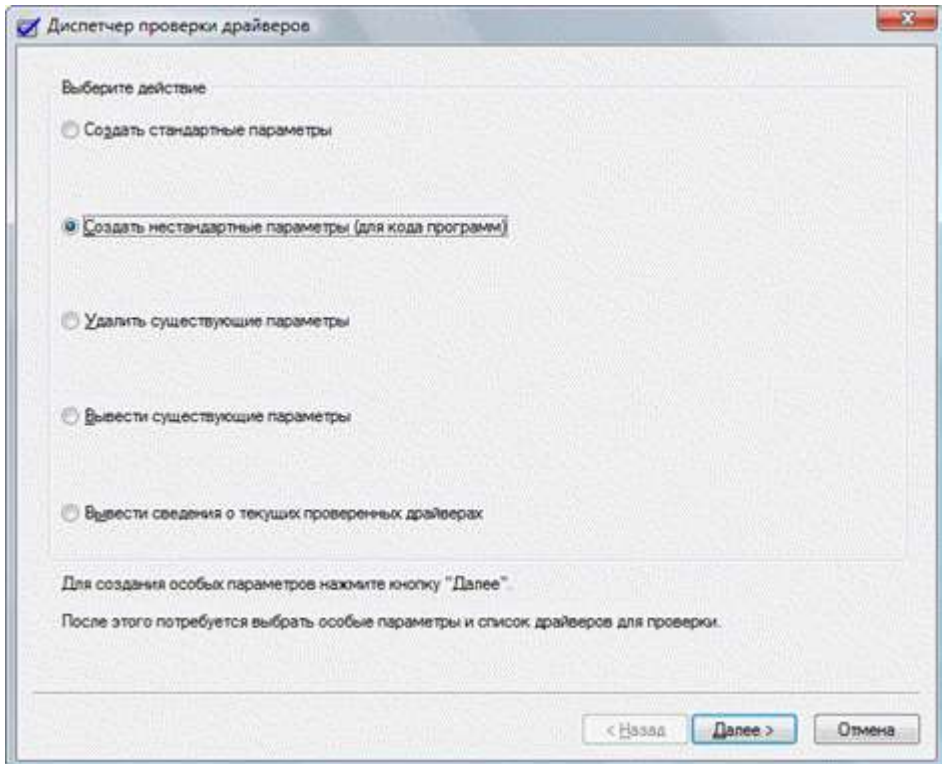 Диспетчер проверки драйверов
Выберите действие
Создать стандартные параметры
Создать нестандартные параметры (для кода программ)
Удалить существующие параметры
Вывести существующие параметры
Вывести сведения о текущих проверенных драйверах
Для создания особых параметров нажмите кнопку "Далее".
После этого потребуется выбрать особые параметры и список драйверов для проверки.
< Назад Далее > Отмена